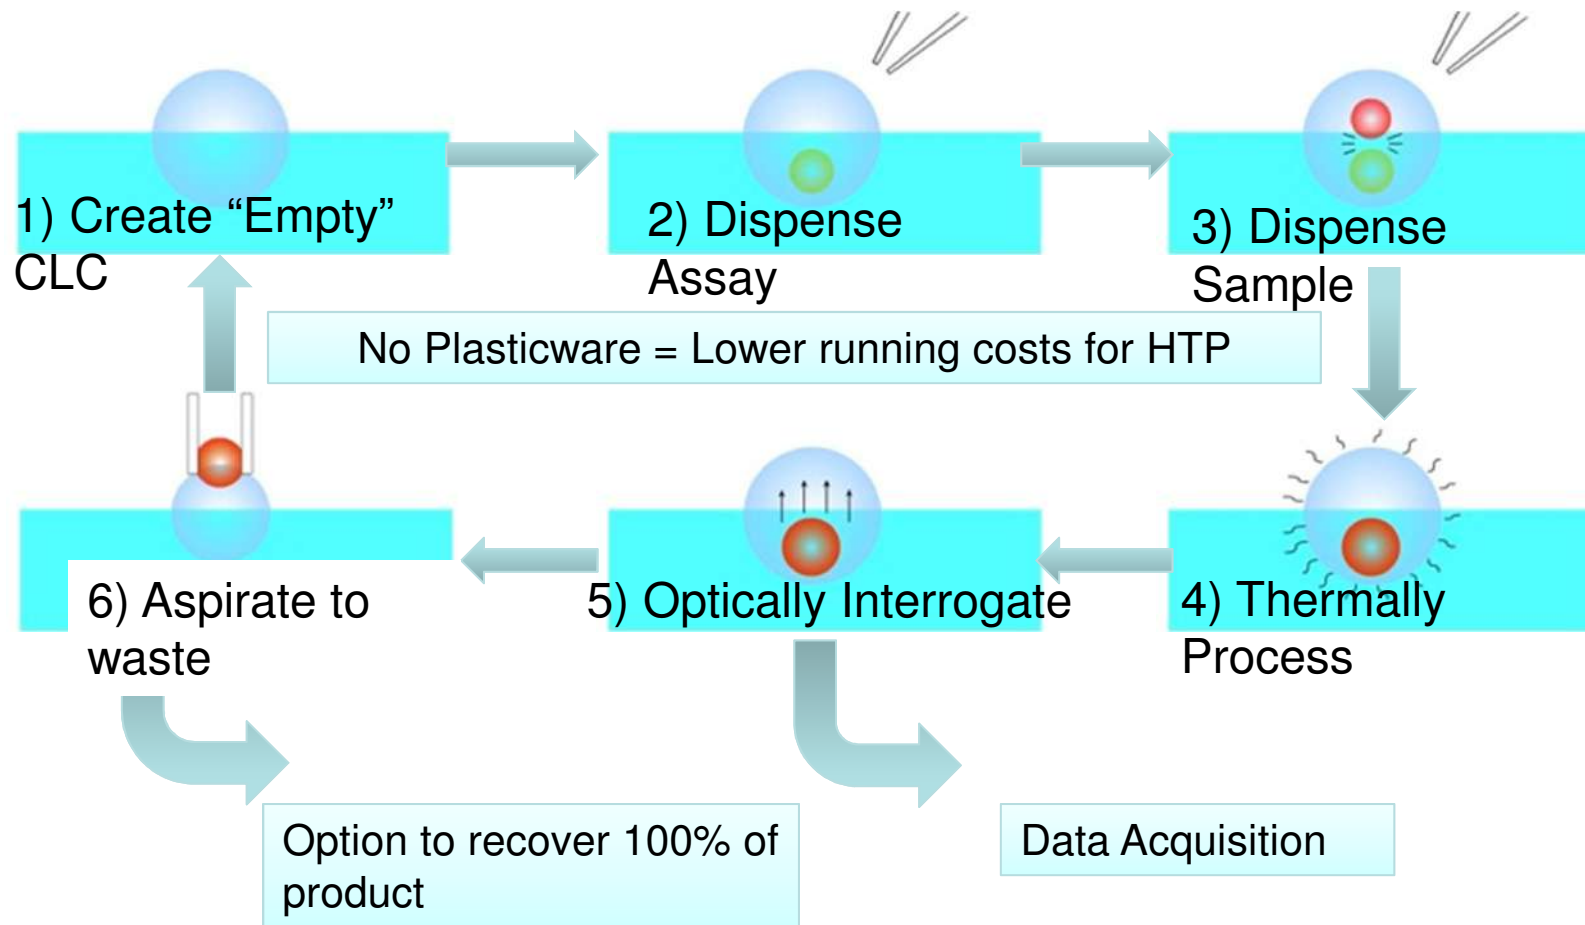 1) Create “Empty”
CLC
2) Dispense
Assay
3) Dispense
Sample
No Plasticware = Lower running costs for HTP
4) Thermally
Process
5) Optically Interrogate
6) Aspirate to
waste
Option to recover 100% of
product
Data Acquisition